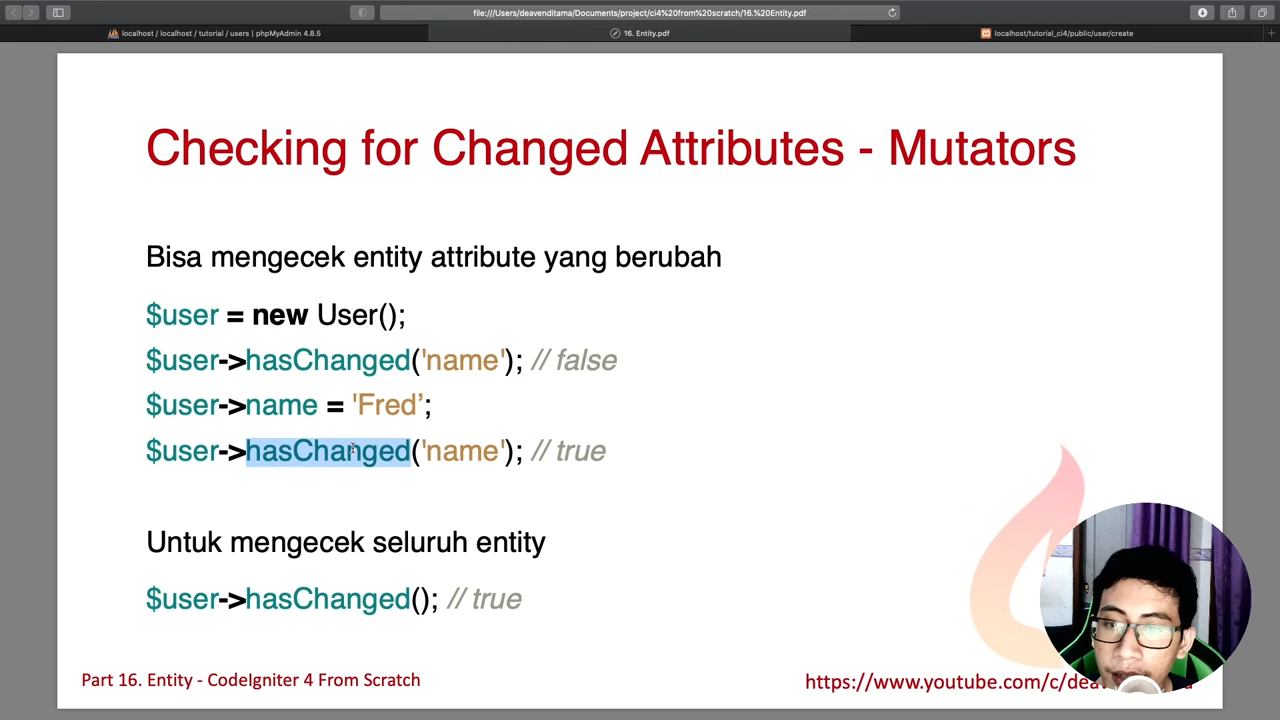 file:///Users/deavenditama/Documents/project/ci4%20from%20scratch/16.%20Entity.pdf
localhost / localhost / tutorial / users | phpMyAdmin 4.8.5
16. Entity.pdf
localhost/tutorial_ci4/public/user/create
Checking for Changed Attributes - Mutators
Bisa mengecek entity attribute yang berubah
$user = new User();
$user->hasChanged('name'); // false
$user->name = 'Fred’;
$user->hasChanged('name'); // true
Untuk mengecek seluruh entity
$user->hasChanged(); // true
Part 16. Entity - CodeIgniter 4 From Scratch
https://www.youtube.com/c/dea